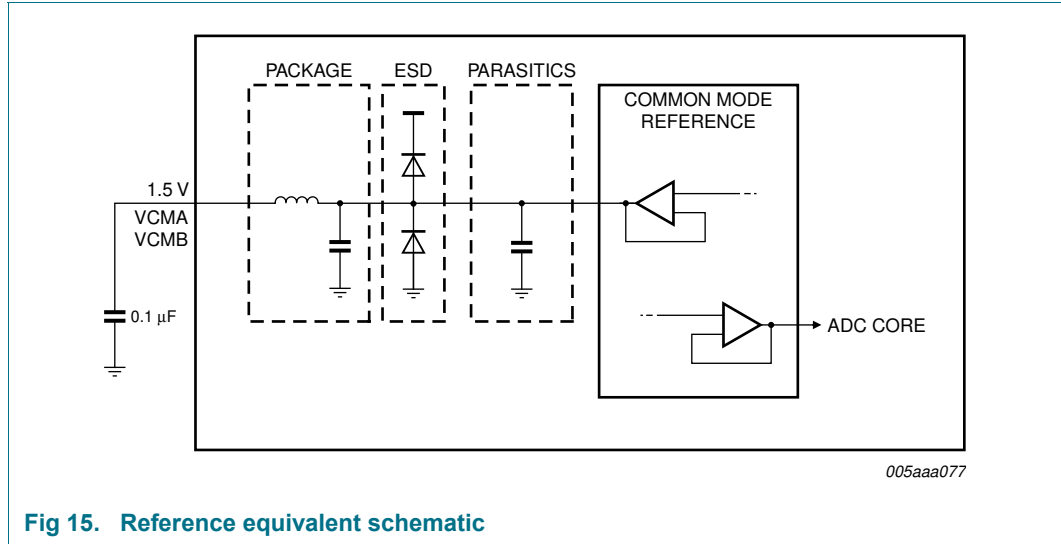 PACKAGE
ESD
PARASITICS
COMMON MODE
REFERENCE
1.5 V
VCMA
VCMB
0.1 μF
ADC CORE
005aaa077
Fig 15. Reference equivalent schematic